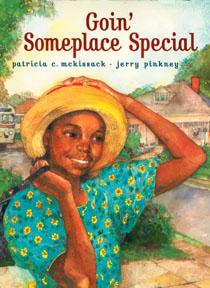 Goin'
Someplace Special
patricia c. mckissack · jerry pinkney